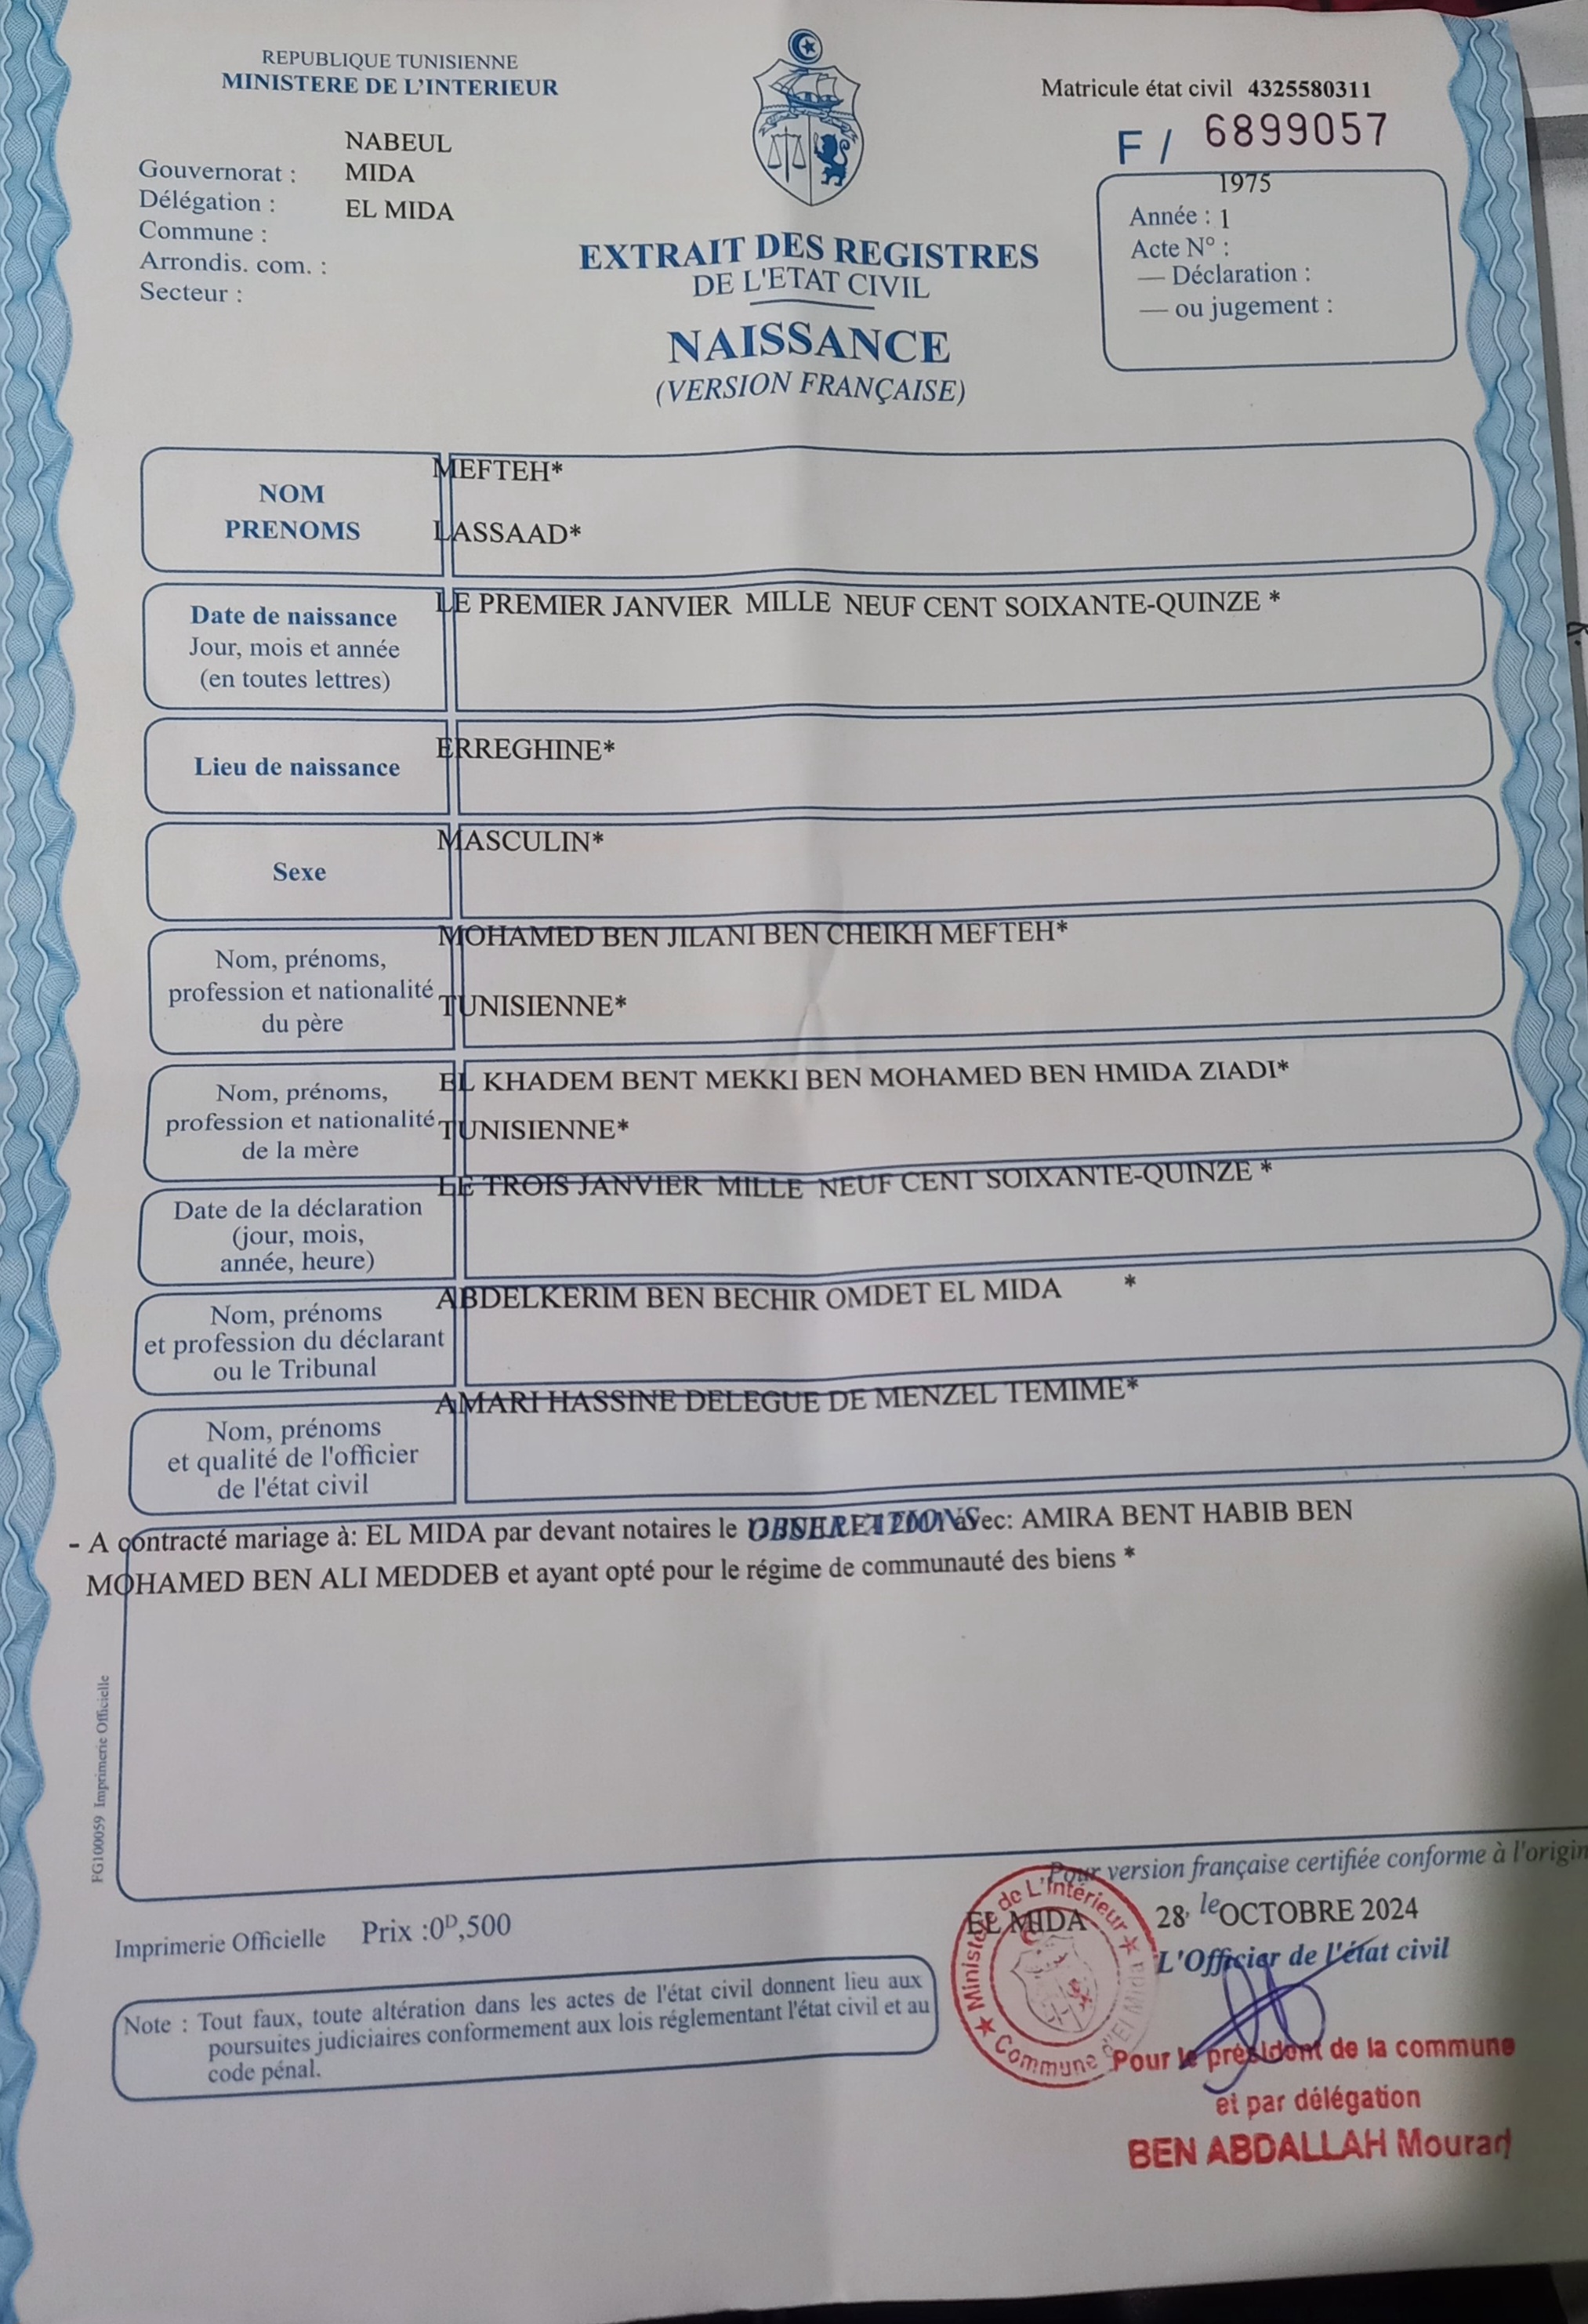 REPUBLIQUE TUNISIENNE
MINISTERE DE L'INTERIEUR
Matricule état civil 4325580311
F / 6899057
NABEUL
Gouvernorat : MIDA
Délégation : EL MIDA
Commune :
Arrondis. com. :
Secteur :
1975
Année : 1
Acte N° :
— Déclaration :
— ou jugement :
EXTRAIT DES REGISTRES
DE L'ETAT CIVIL
NAISSANCE
(VERSION FRANÇAISE)
NOM
PRENOMS
MEFTEH*
LASSAAD*
Date de naissance
Jour, mois et année
(en toutes lettres)
LE PREMIER JANVIER MILLE NEUF CENT SOIXANTE-QUINZE *
Lieu de naissance
ERREGHINE*
Sexe
MASCULIN*
Nom, prénoms,
profession et nationalité
du père
MOHAMED BEN JILANI BEN CHEIKH MEFTEH*
TUNISIENNE*
Nom, prénoms,
profession et nationalité
de la mère
EL KHADEM BENT MEKKI BEN MOHAMED BEN HMIDA ZIADI*
TUNISIENNE*
Date de la déclaration
(jour, mois,
année, heure)
LE TROIS JANVIER MILLE NEUF CENT SOIXANTE-QUINZE *
Nom, prénoms
et profession du déclarant
ou le Tribunal
ABDELKERIM BEN BECHIR OMDET EL MIDA *
Nom, prénoms
et qualité de l'officier
de l'état civil
AMARI HASSINE DELEGUE DE MENZEL TEMIME*
OBSERVATIONS
- A contracté mariage à: EL MIDA par devant notaires le avec: AMIRA BENT HABIB BEN
MOHAMED BEN ALI MEDDEB et ayant opté pour le régime de communauté des biens *
FG100059 Imprimerie Officielle
Pour version française certifiée conforme à l'origin
EL MIDA 28, le OCTOBRE 2024
L'Officier de l'état civil
Imprimerie Officielle Prix :0D,500
Note : Tout faux, toute altération dans les actes de l'état civil donnent lieu aux
poursuites judiciaires conformement aux lois réglementant l'état civil et au
code pénal.
Ministère de L'Intérieur
Commune d'El Mida
Pour le président de la commune
et par délégation
BEN ABDALLAH Mourad